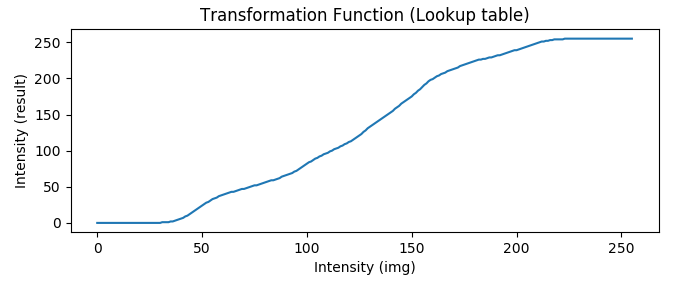 Transformation Function (Lookup table)
Intensity (result)
250
200
150
100
50
0
0 50 100 150 200 250
Intensity (img)